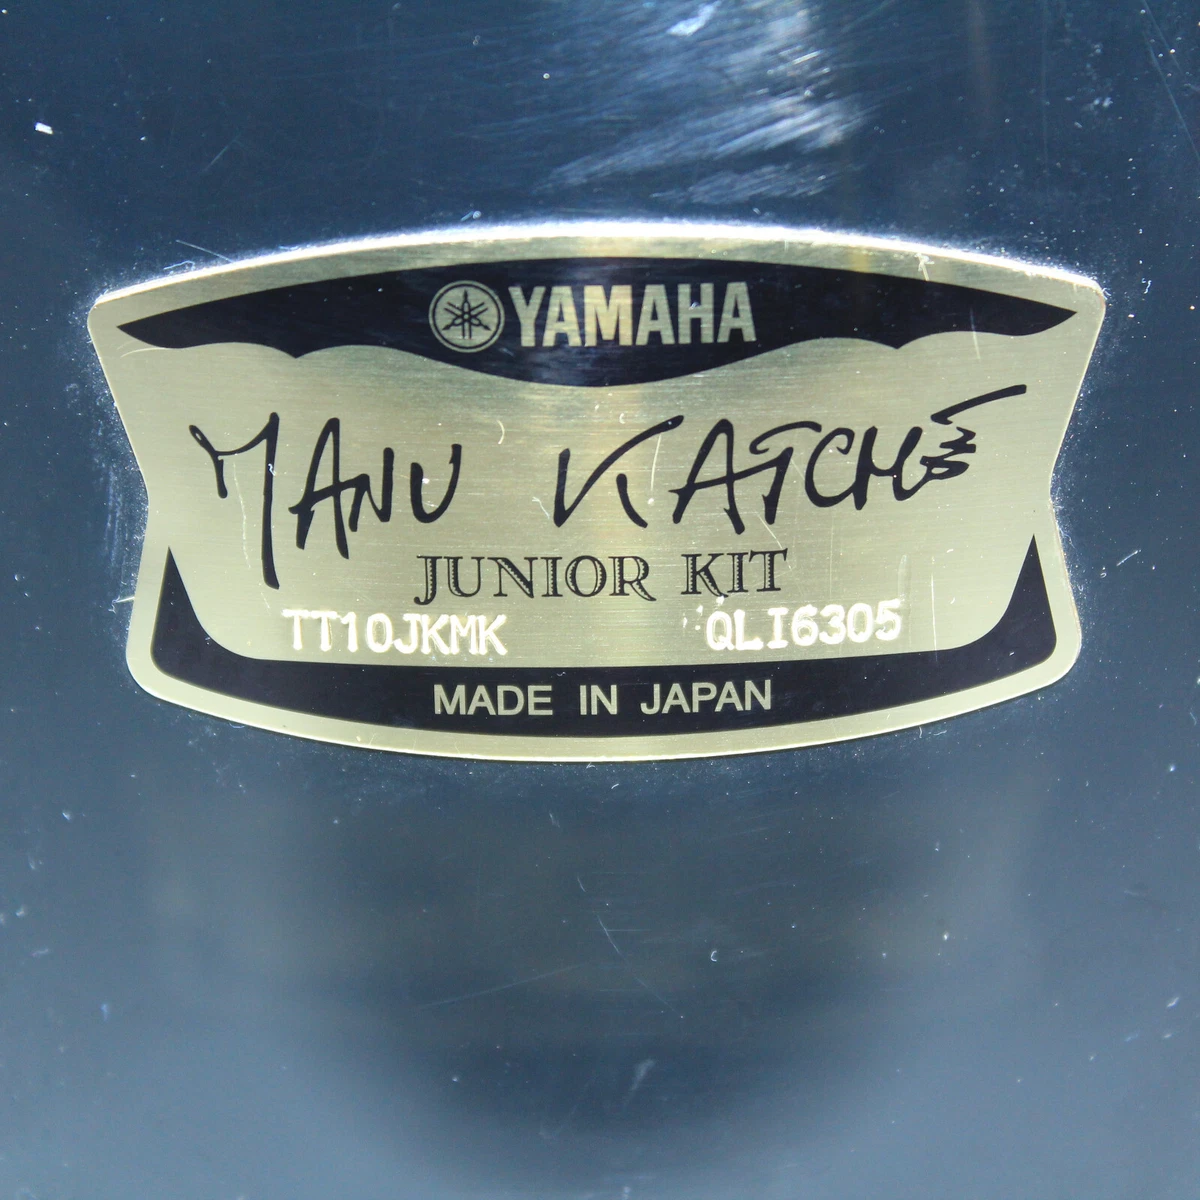 YAMAHA
MANU KATCHÉ
JUNIOR KIT
TT10JKMK QLI6305
MADE IN JAPAN